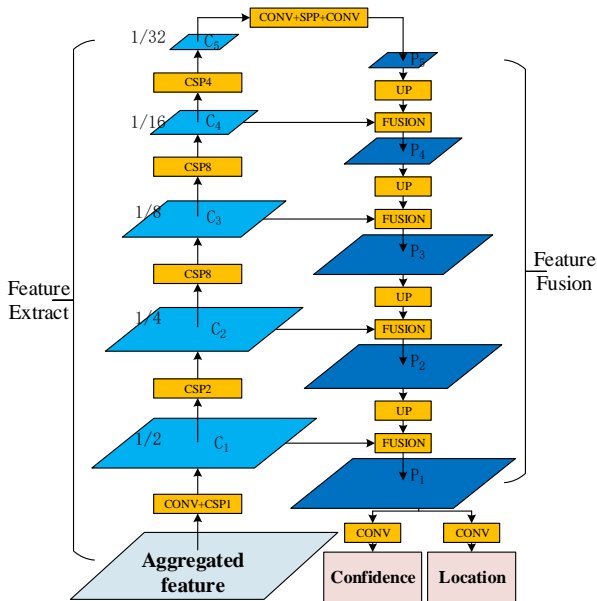 CONV+SPP+CONV
1/32
C₅
P₅
CSP4
UP
1/16
C₄
FUSION
P₄
CSP8
UP
1/8
C₃
FUSION
P₃
CSP8
Feature
Extract
Feature
Fusion
UP
1/4
C₂
FUSION
P₂
CSP2
UP
1/2
C₁
FUSION
P₁
CONV+CSP1
CONV
CONV
Aggregated
feature
Confidence
Location